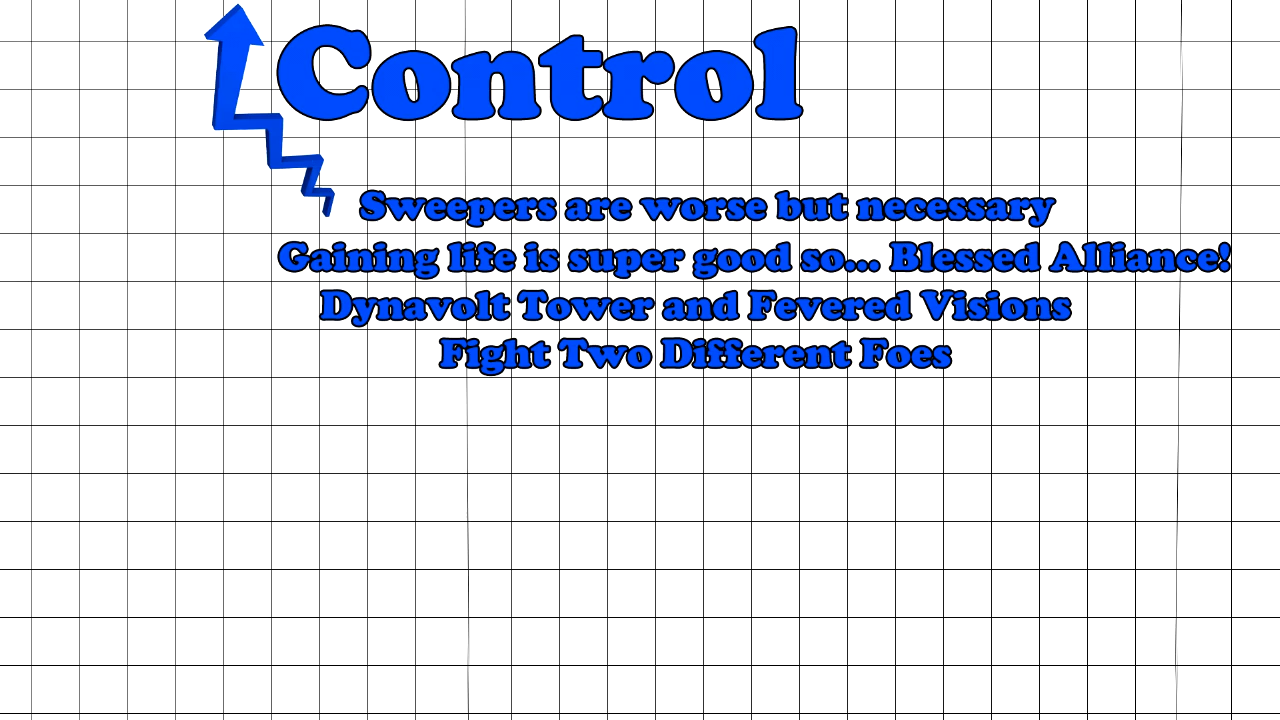 Control
Sweepers are worse but necessary
Gaining life is super good so... Blessed Alliance!
Dynavolt Tower and Fevered Visions
Fight Two Different Foes